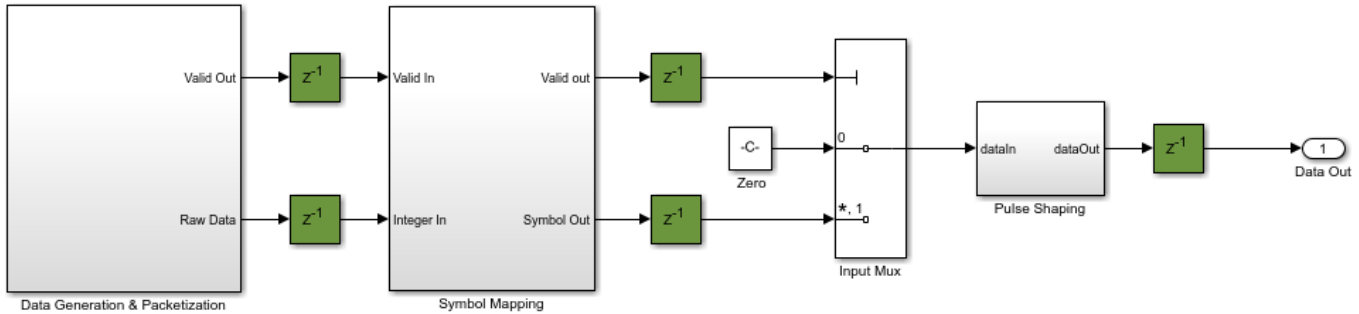 Valid Out
z-1
Valid In
Valid out
z-1
0
-C-
Zero
dataIn
dataOut
z-1
1
Data Out
Raw Data
z-1
Integer In
Symbol Out
z-1
*, 1
Pulse Shaping
Input Mux
Data Generation & Packetization
Symbol Mapping